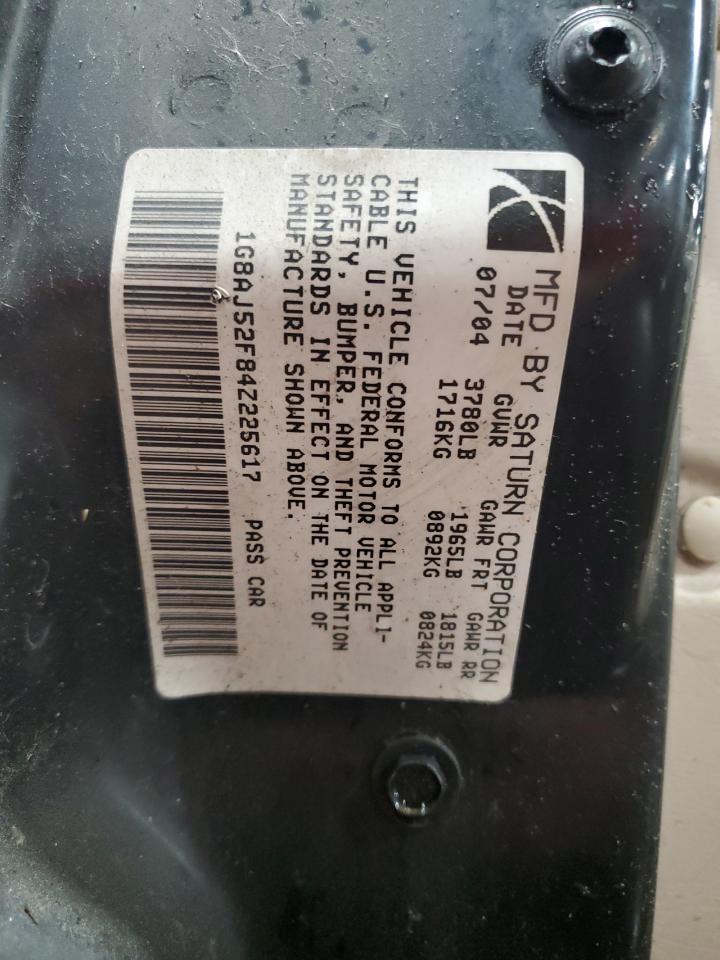 MFD BY SATURN CORPORATION
DATE GVWR GAWR FRT GAWR RR
07/04 3780LB 1965LB 1815LB
1716KG 0892KG 0824KG
THIS VEHICLE CONFORMS TO ALL APPLI-
CABLE U.S. FEDERAL MOTOR VEHICLE
SAFETY, BUMPER, AND THEFT PREVENTION
STANDARDS IN EFFECT ON THE DATE OF
MANUFACTURE SHOWN ABOVE.
1G8AJ52F84Z225617 PASS CAR